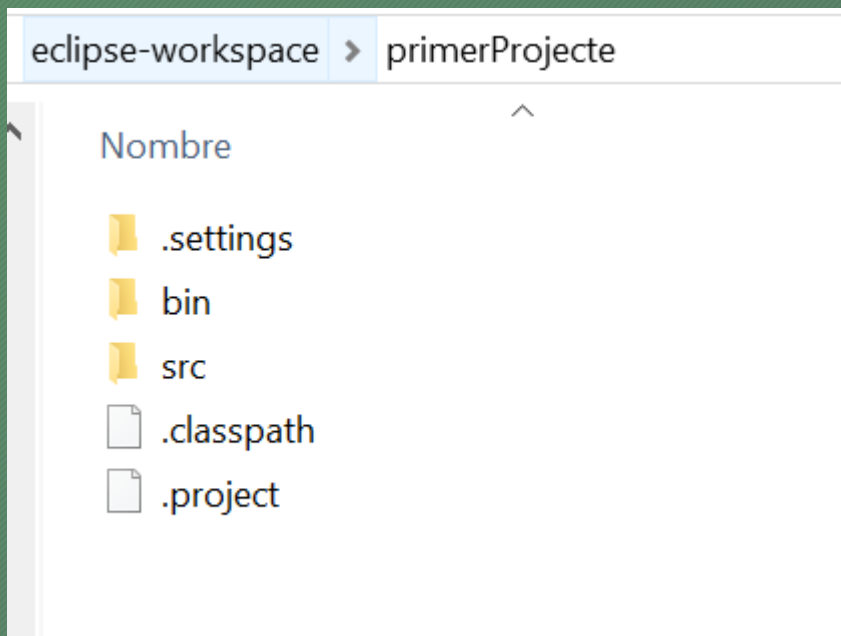 eclipse-workspace > primerProjecte
Nombre
.settings
bin
src
.classpath
.project